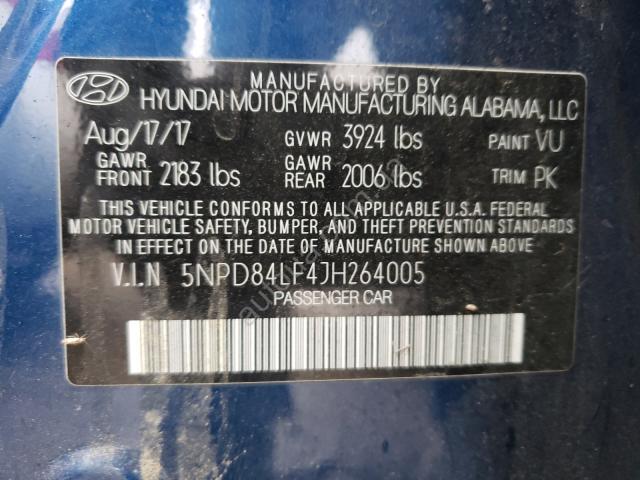 MANUFACTURED BY
HYUNDAI MOTOR MANUFACTURING ALABAMA, LLC
Aug/17/17 GVWR 3924 lbs PAINT VU
GAWR FRONT 2183 lbs GAWR REAR 2006 lbs TRIM PK
THIS VEHICLE CONFORMS TO ALL APPLICABLE U.S.A. FEDERAL
MOTOR VEHICLE SAFETY, BUMPER, AND THEFT PREVENTION STANDARDS
IN EFFECT ON THE DATE OF MANUFACTURE SHOWN ABOVE.
V.I.N 5NPD84LF4JH264005
PASSENGER CAR